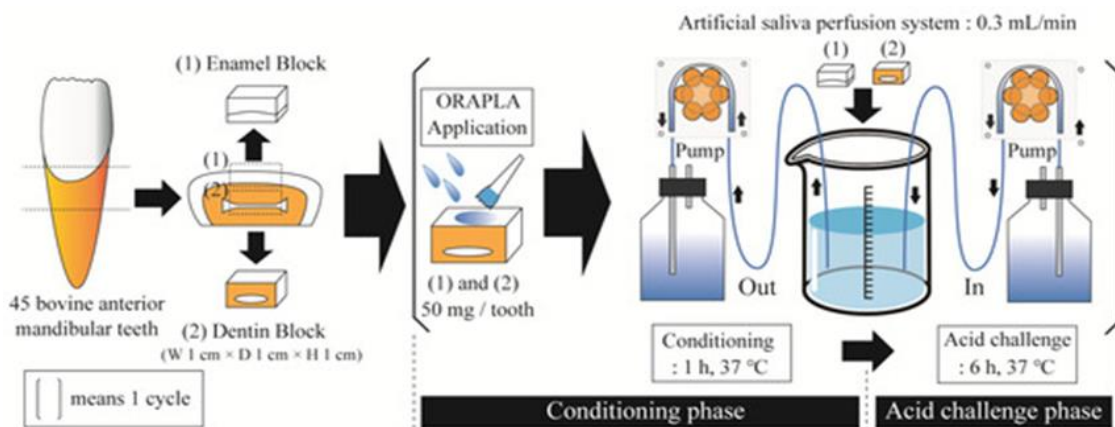 Artificial saliva perfusion system : 0.3 mL/min
(1)
(2)
(1) Enamel Block
ORAPLA
Application
(1)
(2)
Pump
Pump
(1) and (2)
50 mg / tooth
Out
In
45 bovine anterior
mandibular teeth
(2) Dentin Block
(W 1 cm × D 1 cm × H 1 cm)
Conditioning
: 1 h, 37 °C
Acid challenge
: 6 h, 37 °C
means 1 cycle
Conditioning phase
Acid challenge phase